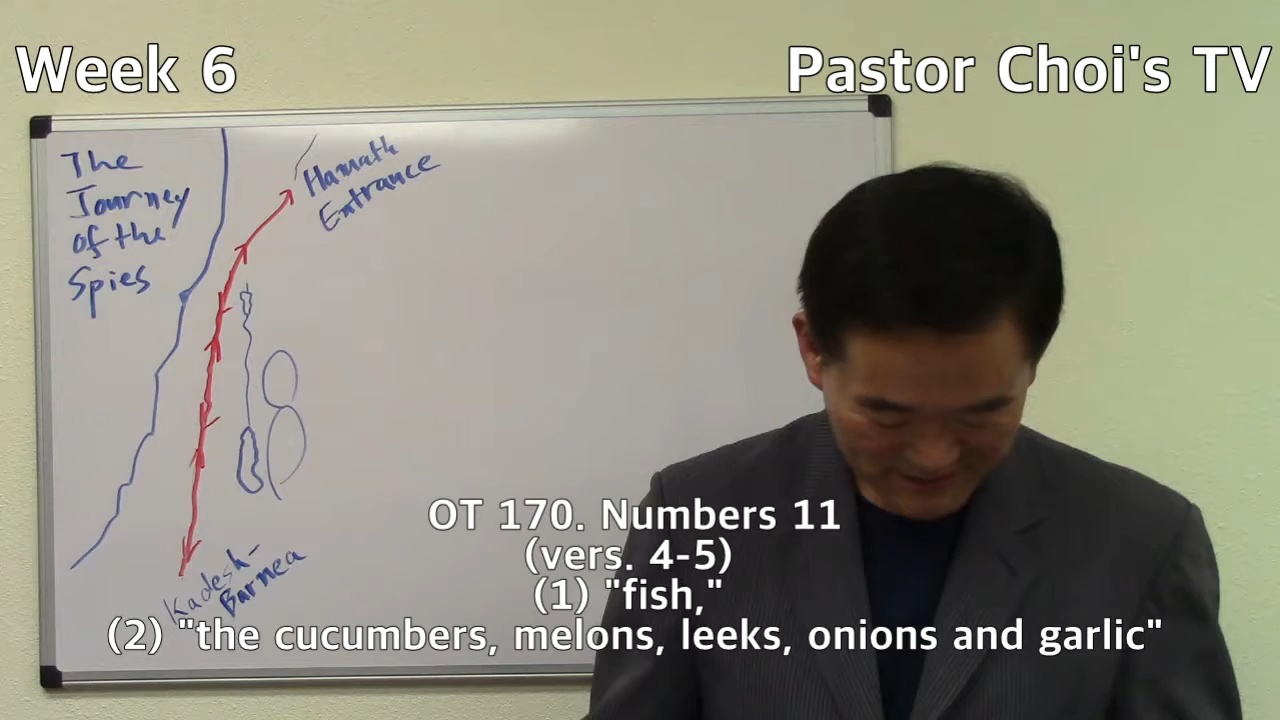 Week 6
Pastor Choi's TV
The
Journey
of the
Spies
Hamath
Entrance
Kadesh-
Barnea
OT 170. Numbers 11
(vers. 4-5)
(1) "fish,"
(2) "the cucumbers, melons, leeks, onions and garlic"